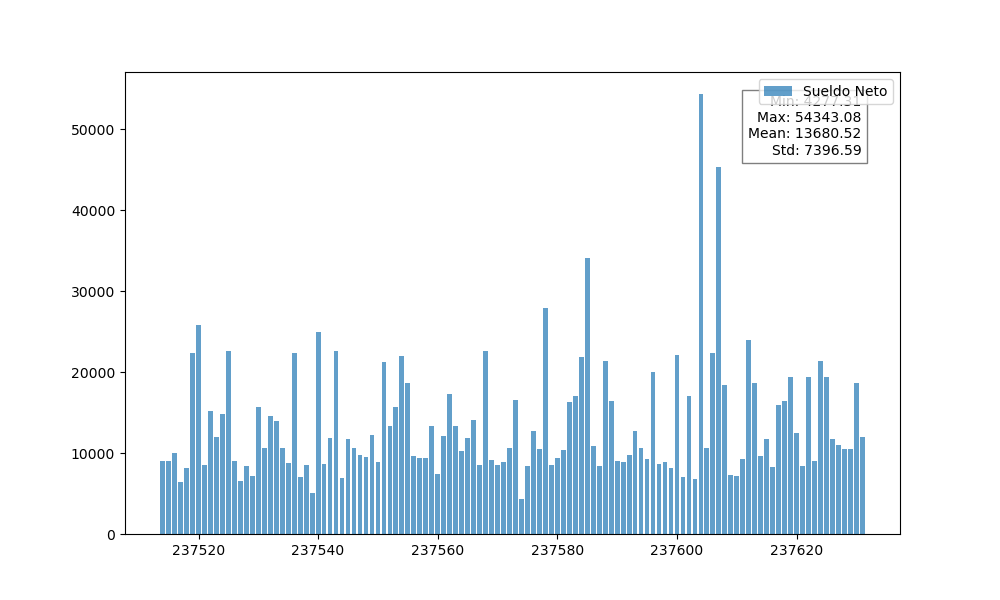 Sueldo Neto
Min: 4277.31
Max: 54343.08
Mean: 13680.52
Std: 7396.59
50000
40000
30000
20000
10000
0
237520 237540 237560 237580 237600 237620